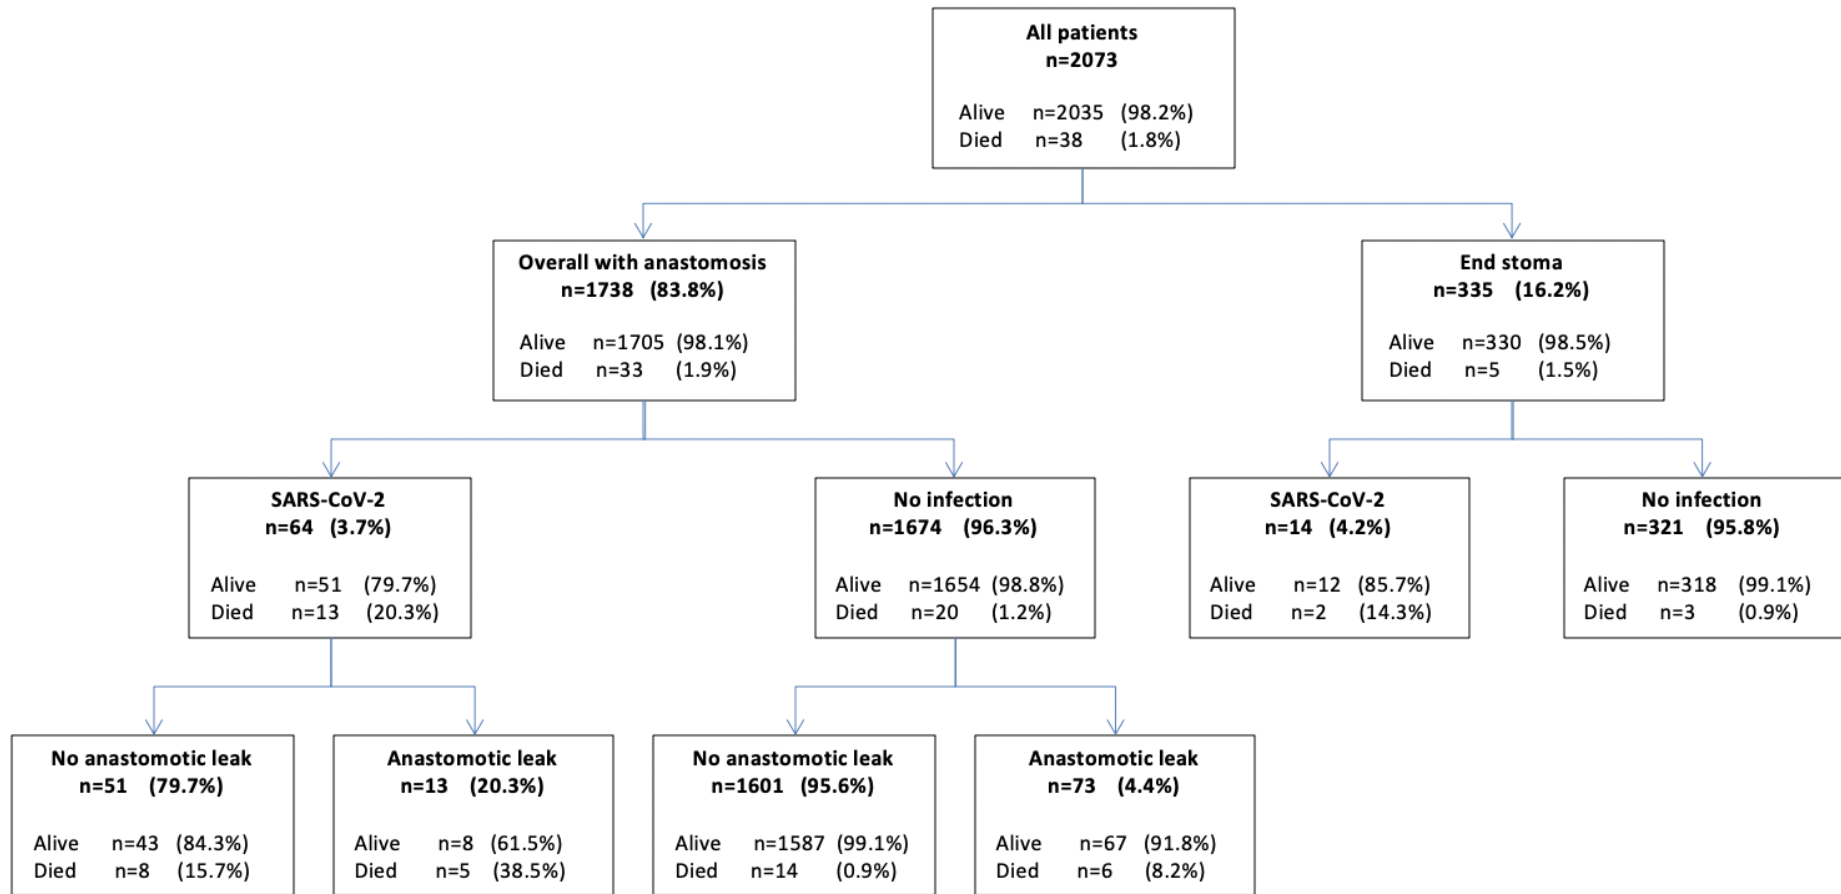 All patients
n=2073
Alive n=2035 (98.2%)
Died n=38 (1.8%)
Overall with anastomosis
n=1738 (83.8%)
Alive n=1705 (98.1%)
Died n=33 (1.9%)
End stoma
n=335 (16.2%)
Alive n=330 (98.5%)
Died n=5 (1.5%)
SARS-CoV-2
n=64 (3.7%)
Alive n=51 (79.7%)
Died n=13 (20.3%)
No infection
n=1674 (96.3%)
Alive n=1654 (98.8%)
Died n=20 (1.2%)
SARS-CoV-2
n=14 (4.2%)
Alive n=12 (85.7%)
Died n=2 (14.3%)
No infection
n=321 (95.8%)
Alive n=318 (99.1%)
Died n=3 (0.9%)
No anastomotic leak
n=51 (79.7%)
Alive n=43 (84.3%)
Died n=8 (15.7%)
Anastomotic leak
n=13 (20.3%)
Alive n=8 (61.5%)
Died n=5 (38.5%)
No anastomotic leak
n=1601 (95.6%)
Alive n=1587 (99.1%)
Died n=14 (0.9%)
Anastomotic leak
n=73 (4.4%)
Alive n=67 (91.8%)
Died n=6 (8.2%)